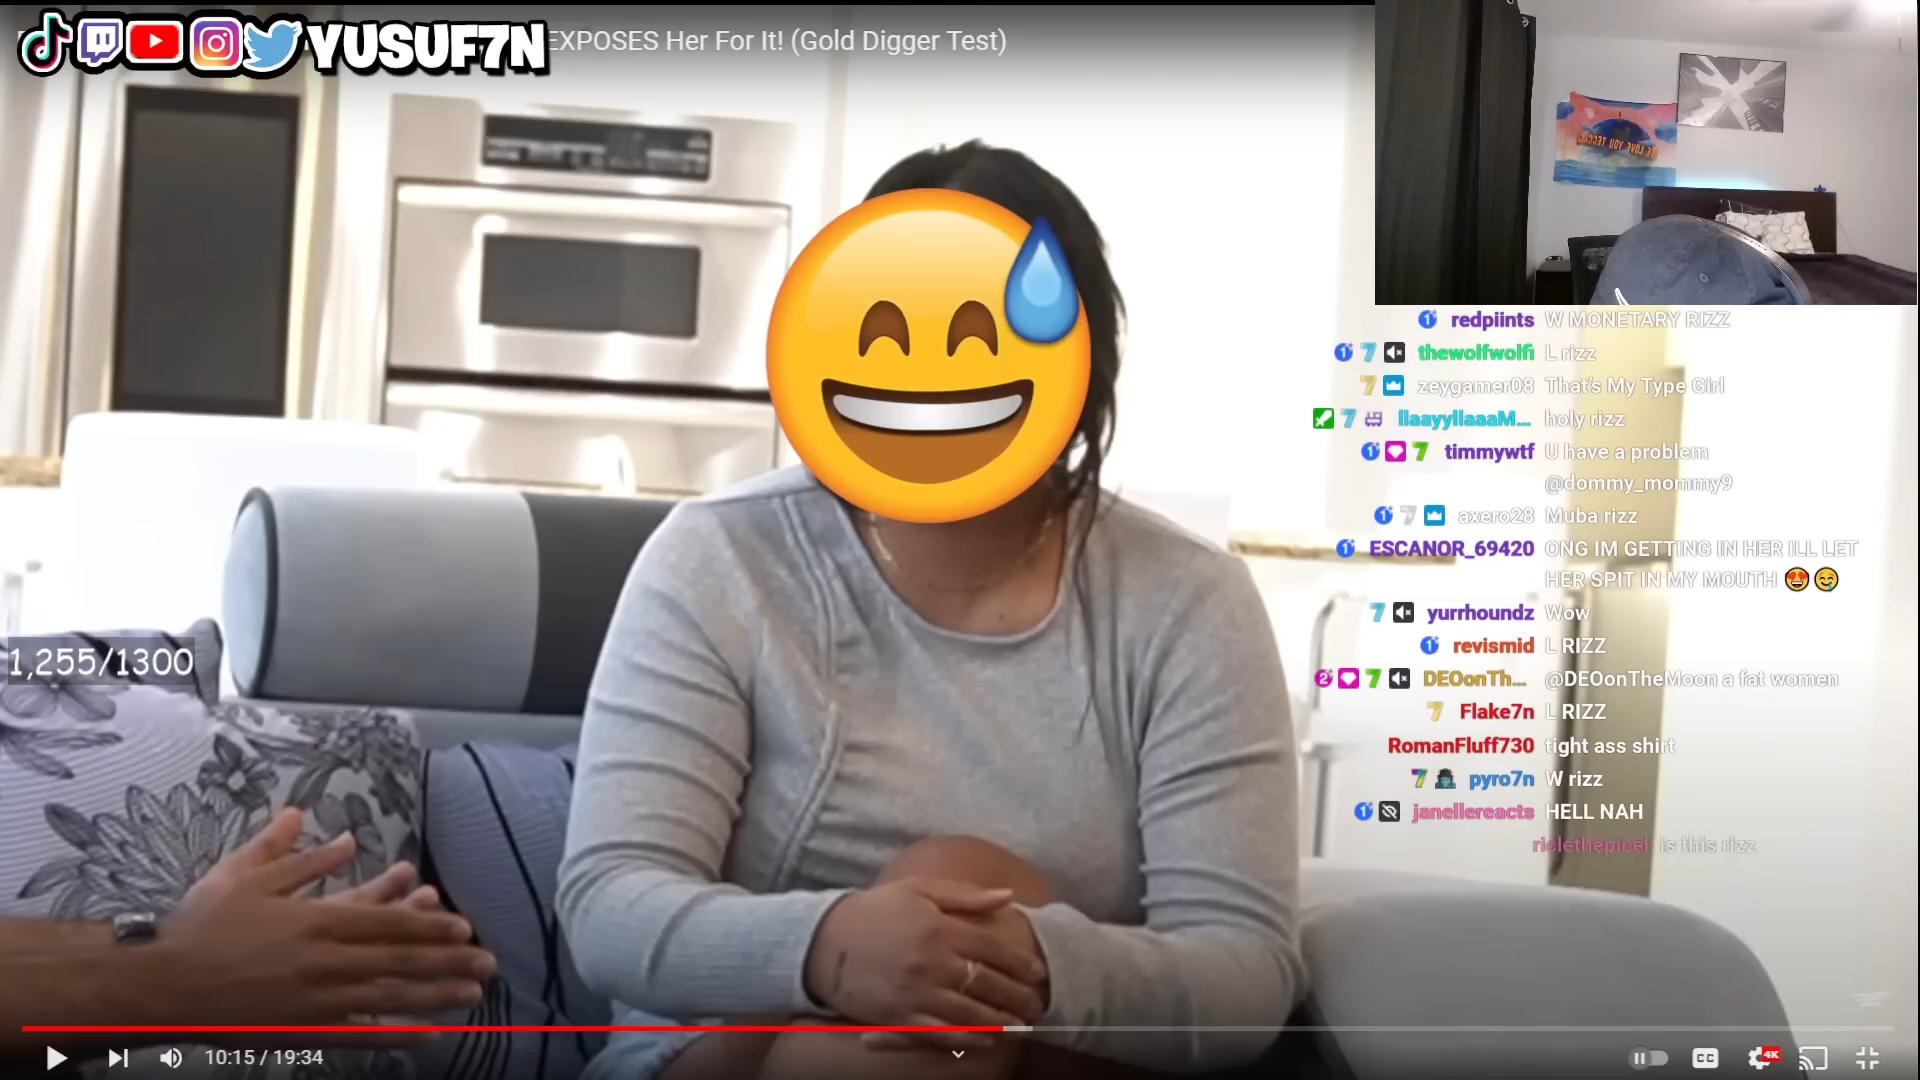 YUSUF7N
EXPOSES Her For It! (Gold Digger Test)
redpiints W MONETARY RIZZ
thewolfwolfi L rizz
zeygamer08 That's My Type Girl
llaayyllaaaM... holy rizz
timmywtf U have a problem
@dommy_mommy9
axero28 Muba rizz
ESCANOR_69420 ONG IM GETTING IN HER ILL LET
HER SPIT IN MY MOUTH 😍🤤
yurrhoundz Wow
revismid L RIZZ
1,255/1300
DEOonTh... @DEOonTheMoon a fat women
Flake7n L RIZZ
RomanFluff730 tight ass shirt
pyro7n W rizz
janellereacts HELL NAH
riclethepicel Is this rizz
10:15 / 19:34
CC
4K